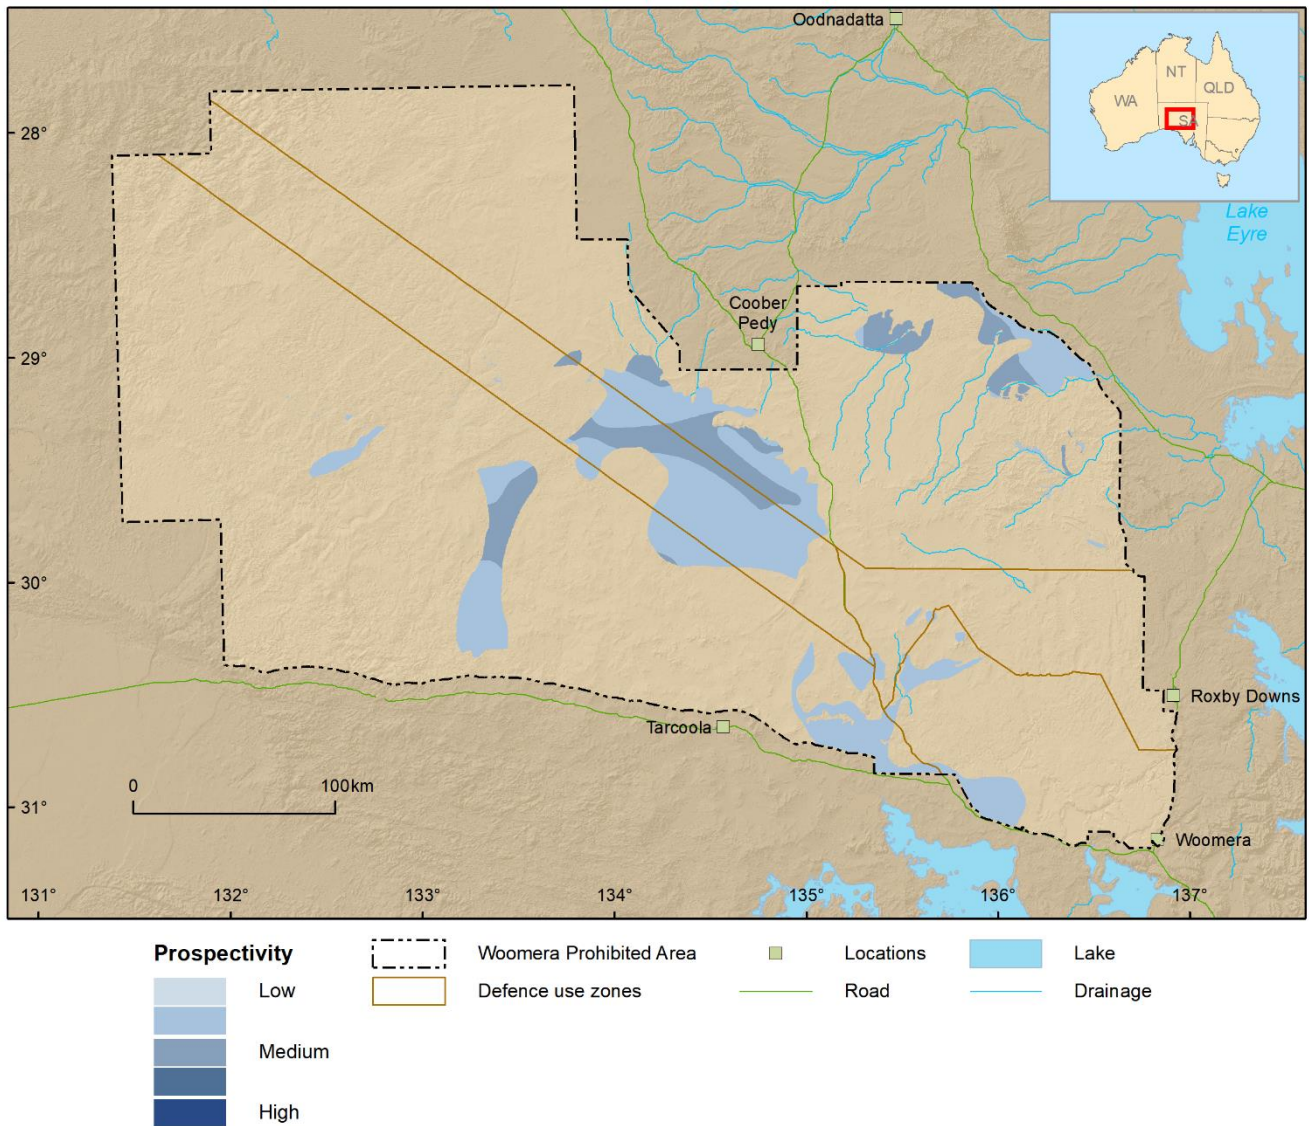 Oodnadatta
NT
QLD
WA
SA
Lake
Eyre
28°
Coober
Pedy
29°
30°
Roxby Downs
Tarcoola
0 100km
31°
Woomera
131° 132° 133° 134° 135° 136° 137°
Prospectivity
Woomera Prohibited Area
Locations
Lake
Low
Defence use zones
Road
Drainage
Medium
High